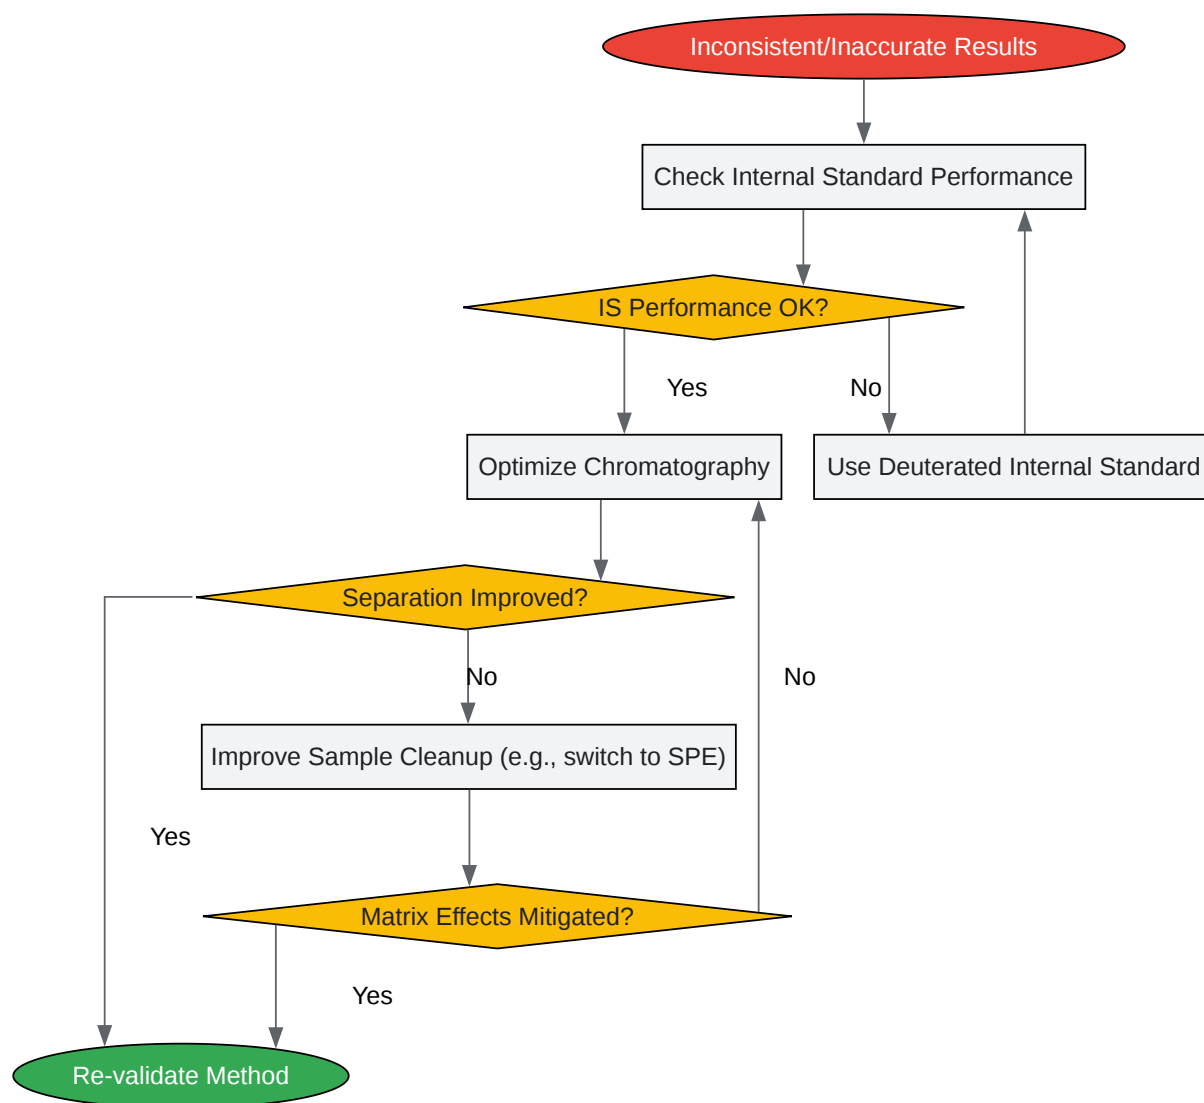 Inconsistent/Inaccurate Results
Check Internal Standard Performance
IS Performance OK?
Yes
No
Optimize Chromatography
Use Deuterated Internal Standard
Separation Improved?
No
No
Improve Sample Cleanup (e.g., switch to SPE)
Yes
Matrix Effects Mitigated?
Yes
Re-validate Method